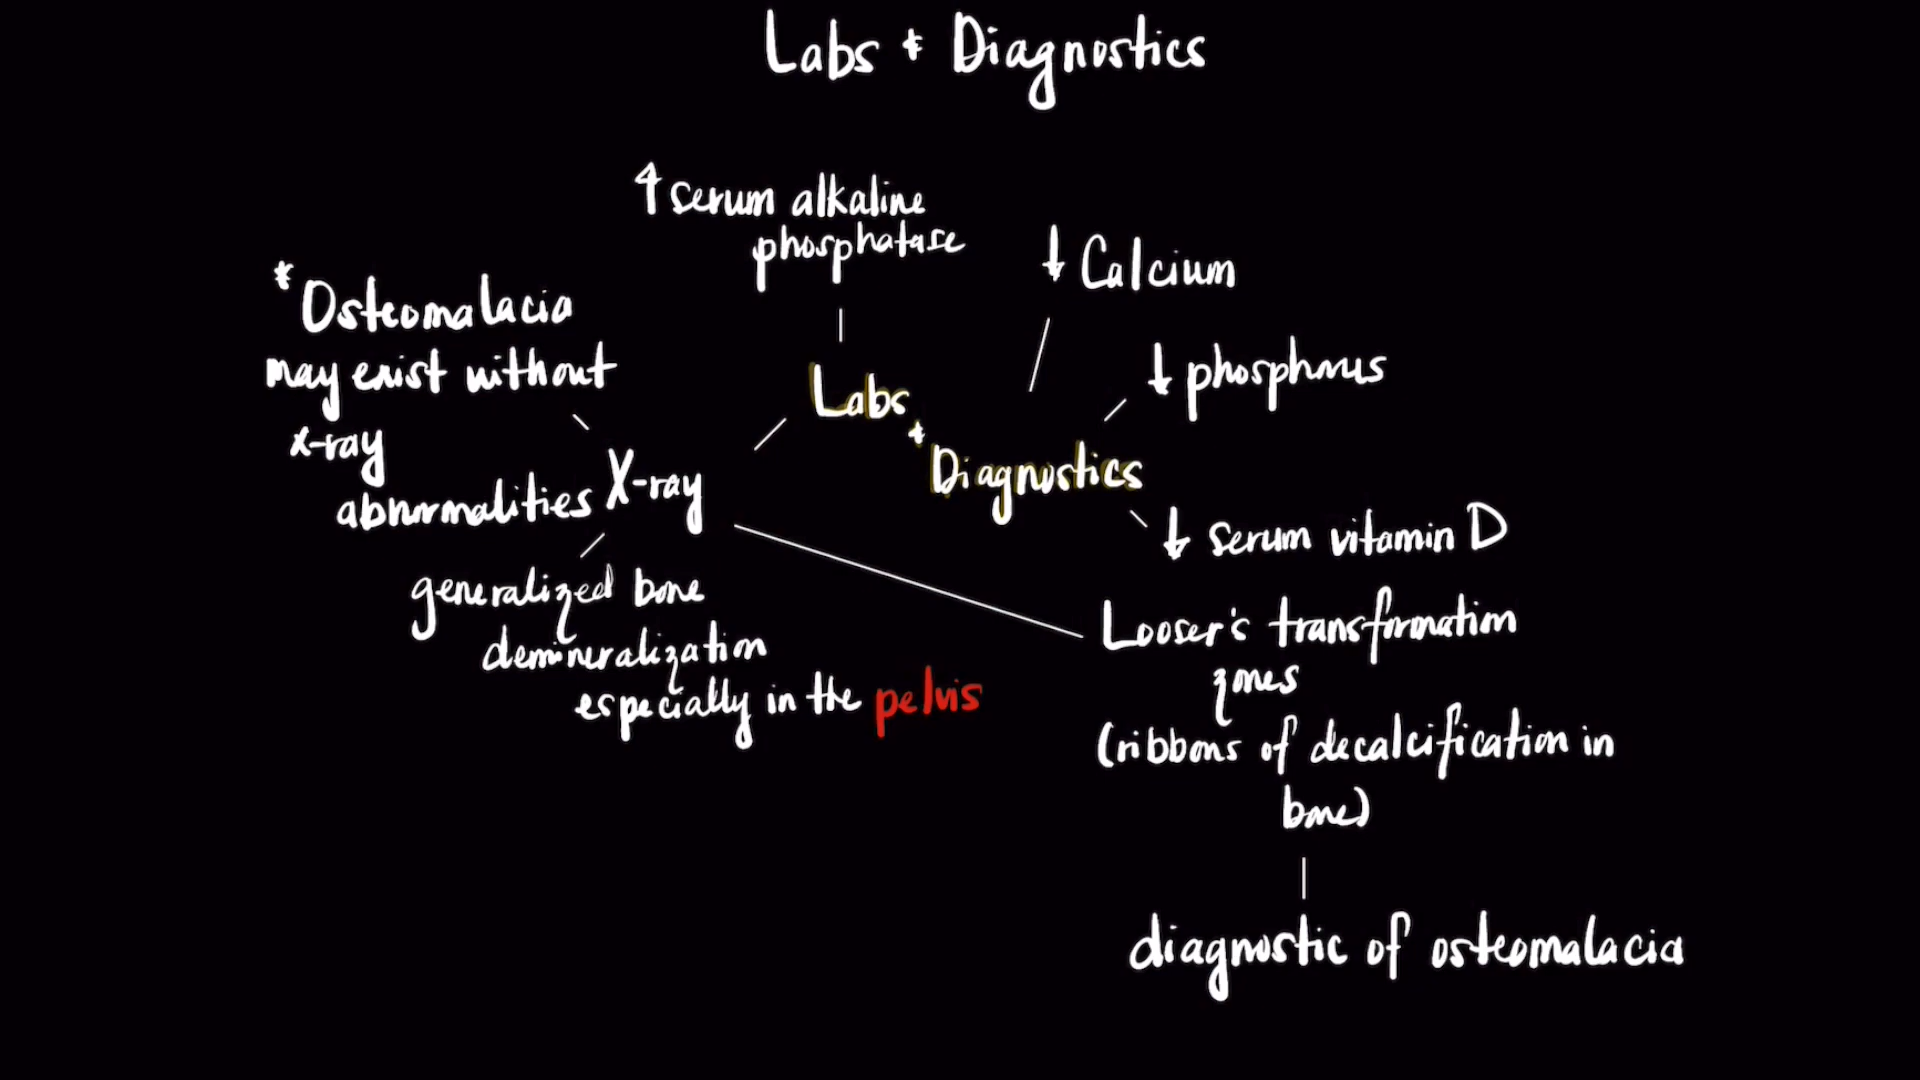 Labs + Diagnostics
↑ serum alkaline
phosphatase
↓ Calcium
↓ phosphorus
↓ serum vitamin D
Labs
+
Diagnostics
* Osteomalacia
may exist without
x-ray
abnormalities
X-ray
generalized bone
demineralization
especially in the pelvis
Looser's transformation
zones
(ribbons of decalcification in
bone)
diagnostic of osteomalacia